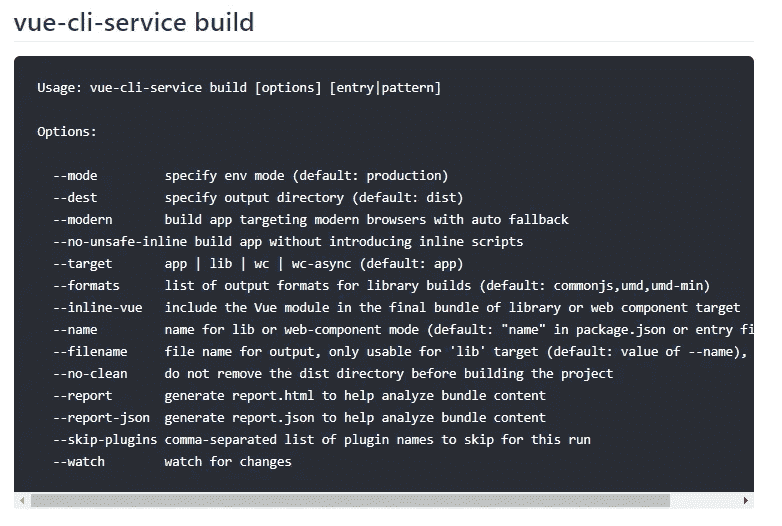 vue-cli-service build
Usage: vue-cli-service build [options] [entry|pattern]
Options:
--mode specify env mode (default: production)
--dest specify output directory (default: dist)
--modern build app targeting modern browsers with auto fallback
--no-unsafe-inline build app without introducing inline scripts
--target app | lib | wc | wc-async (default: app)
--formats list of output formats for library builds (default: commonjs,umd,umd-min)
--inline-vue include the Vue module in the final bundle of library or web component target
--name name for lib or web-component mode (default: "name" in package.json or entry fi
--filename file name for output, only usable for 'lib' target (default: value of --name),
--no-clean do not remove the dist directory before building the project
--report generate report.html to help analyze bundle content
--report-json generate report.json to help analyze bundle content
--skip-plugins comma-separated list of plugin names to skip for this run
--watch watch for changes